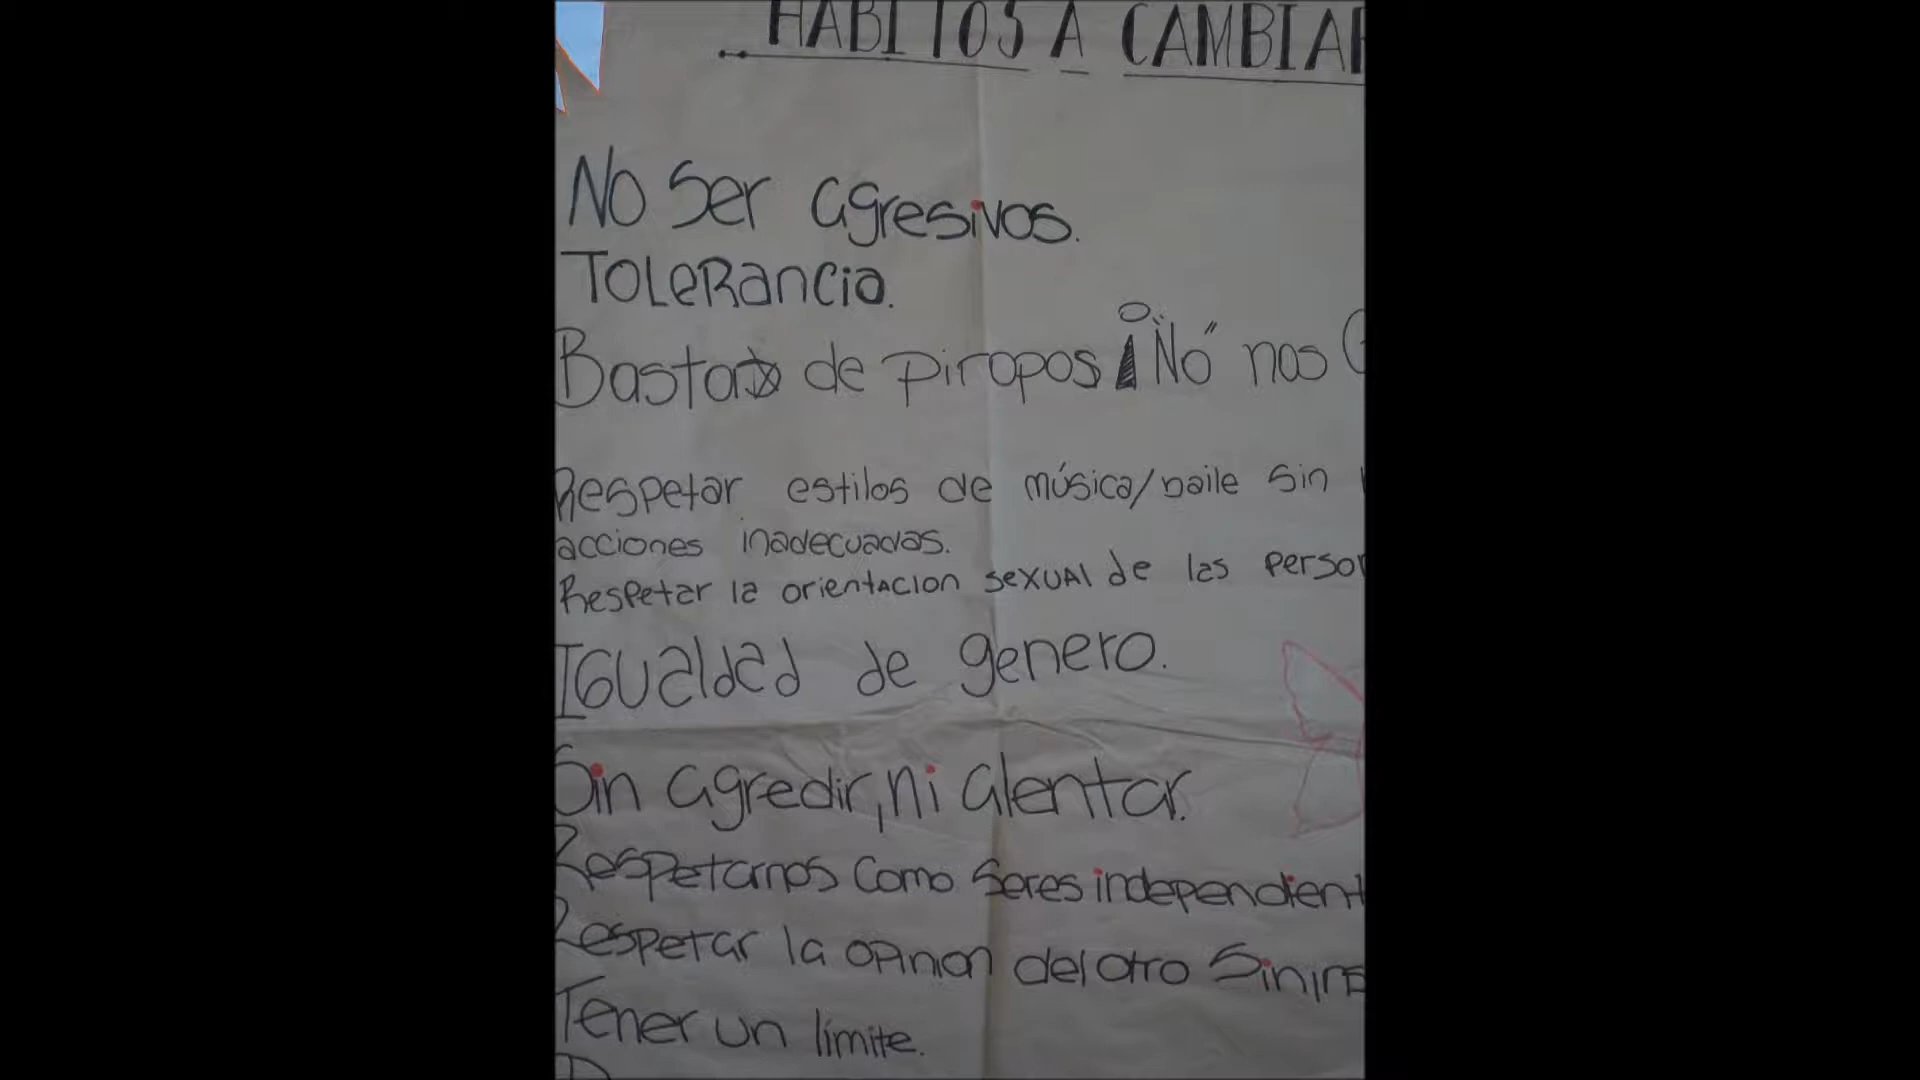 HABITOS A CAMBIAR
No Ser agresivos.
TOLeRancia.
Basta de piropos ¡"No" nos
Respetar estilos de música/baile sin
acciones inadecuadas.
Respetar la orientacion sexual de las
Igualdad de genero.
Sin agredir, ni alentar.
Respetarnos como seres
Respetar la opinion del otro Sin
Tener un límite.